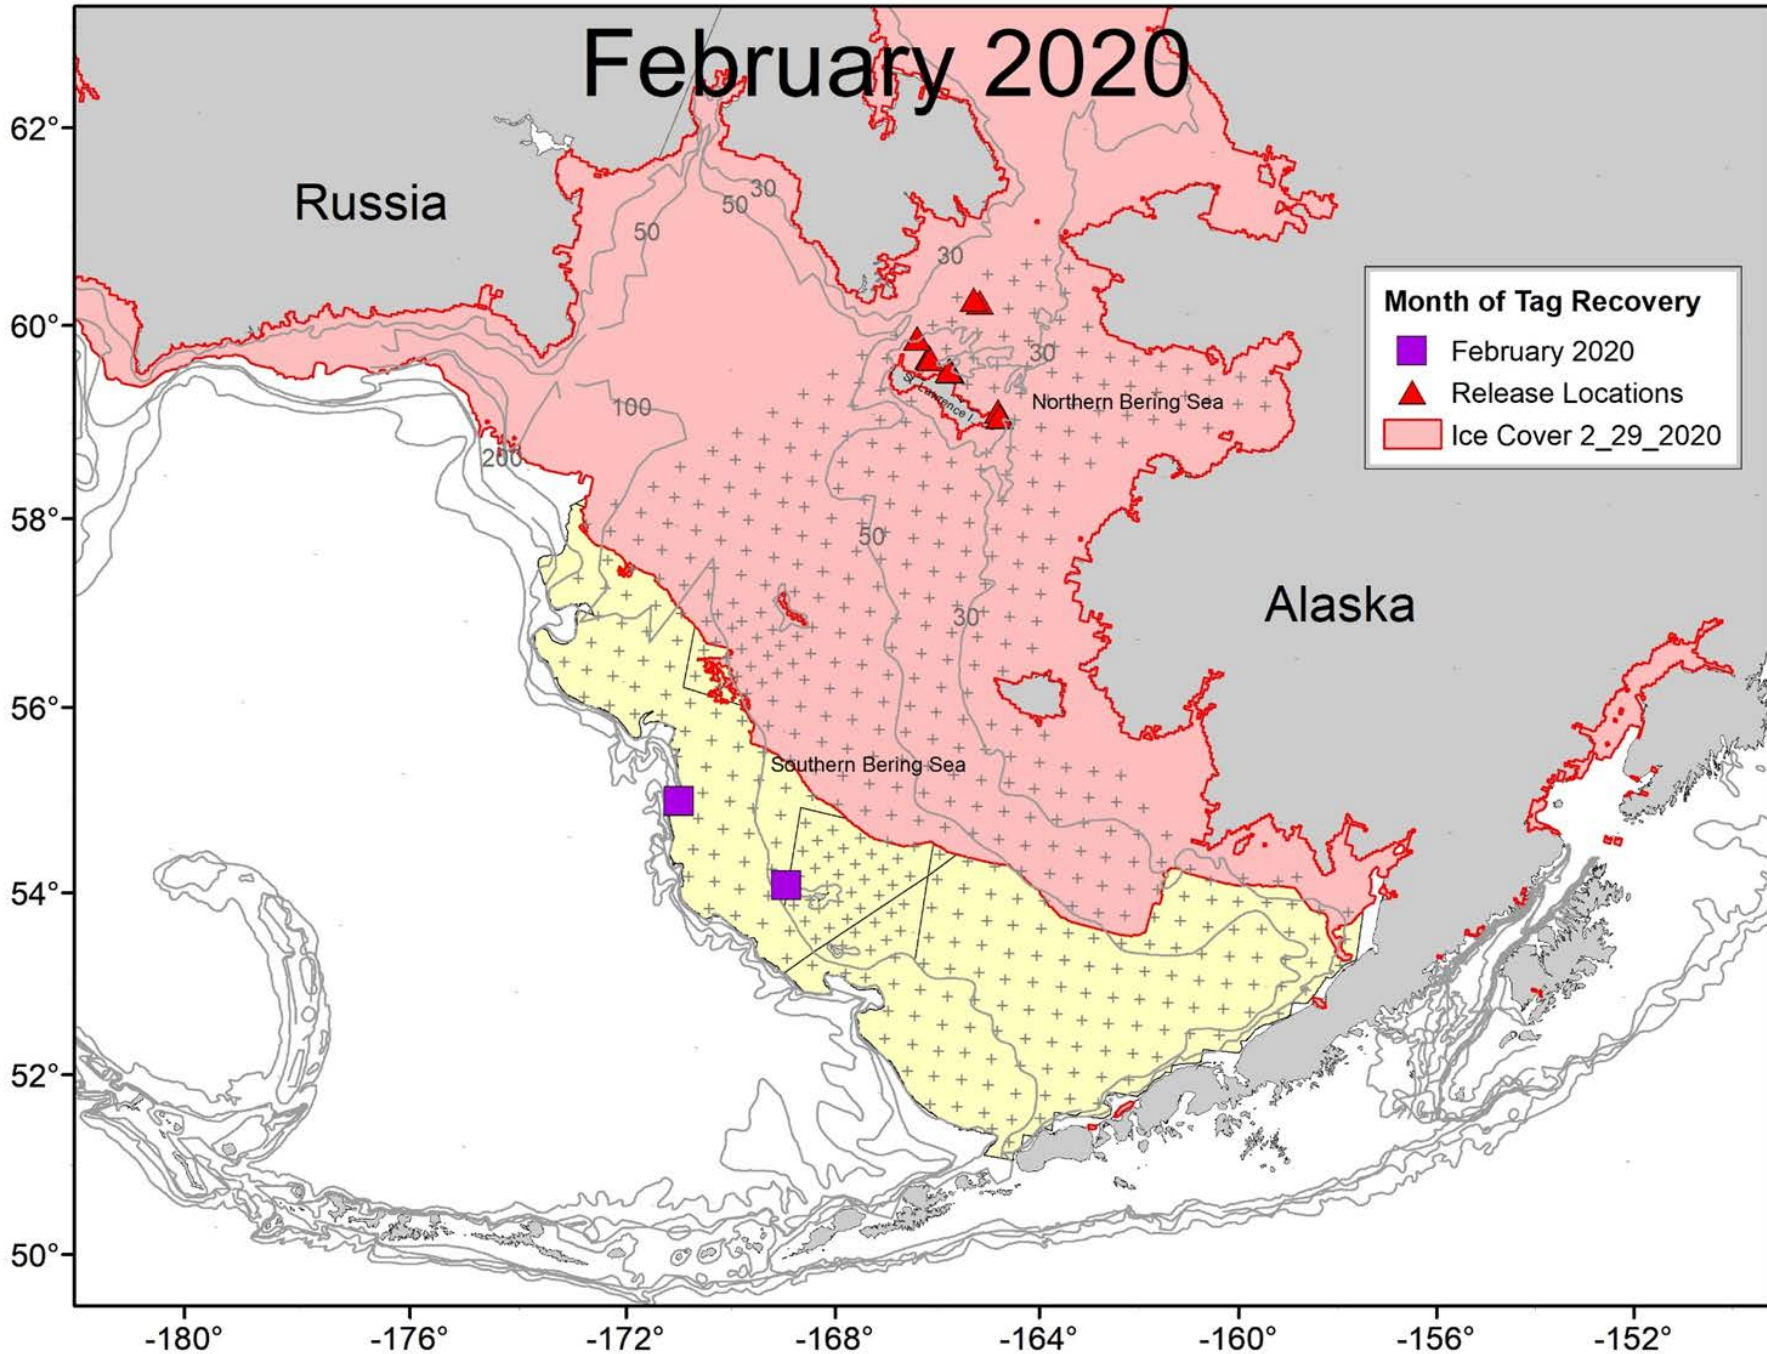 February 2020
62°
Russia
30
50
50
30
60°
30
St. Lawrence I.
Northern Bering Sea
100
200
58°
50
30
Alaska
56°
Southern Bering Sea
54°
52°
50°
-180°
-176°
-172°
-168°
-164°
-160°
-156°
-152°
Month of Tag Recovery
February 2020
Release Locations
Ice Cover 2_29_2020